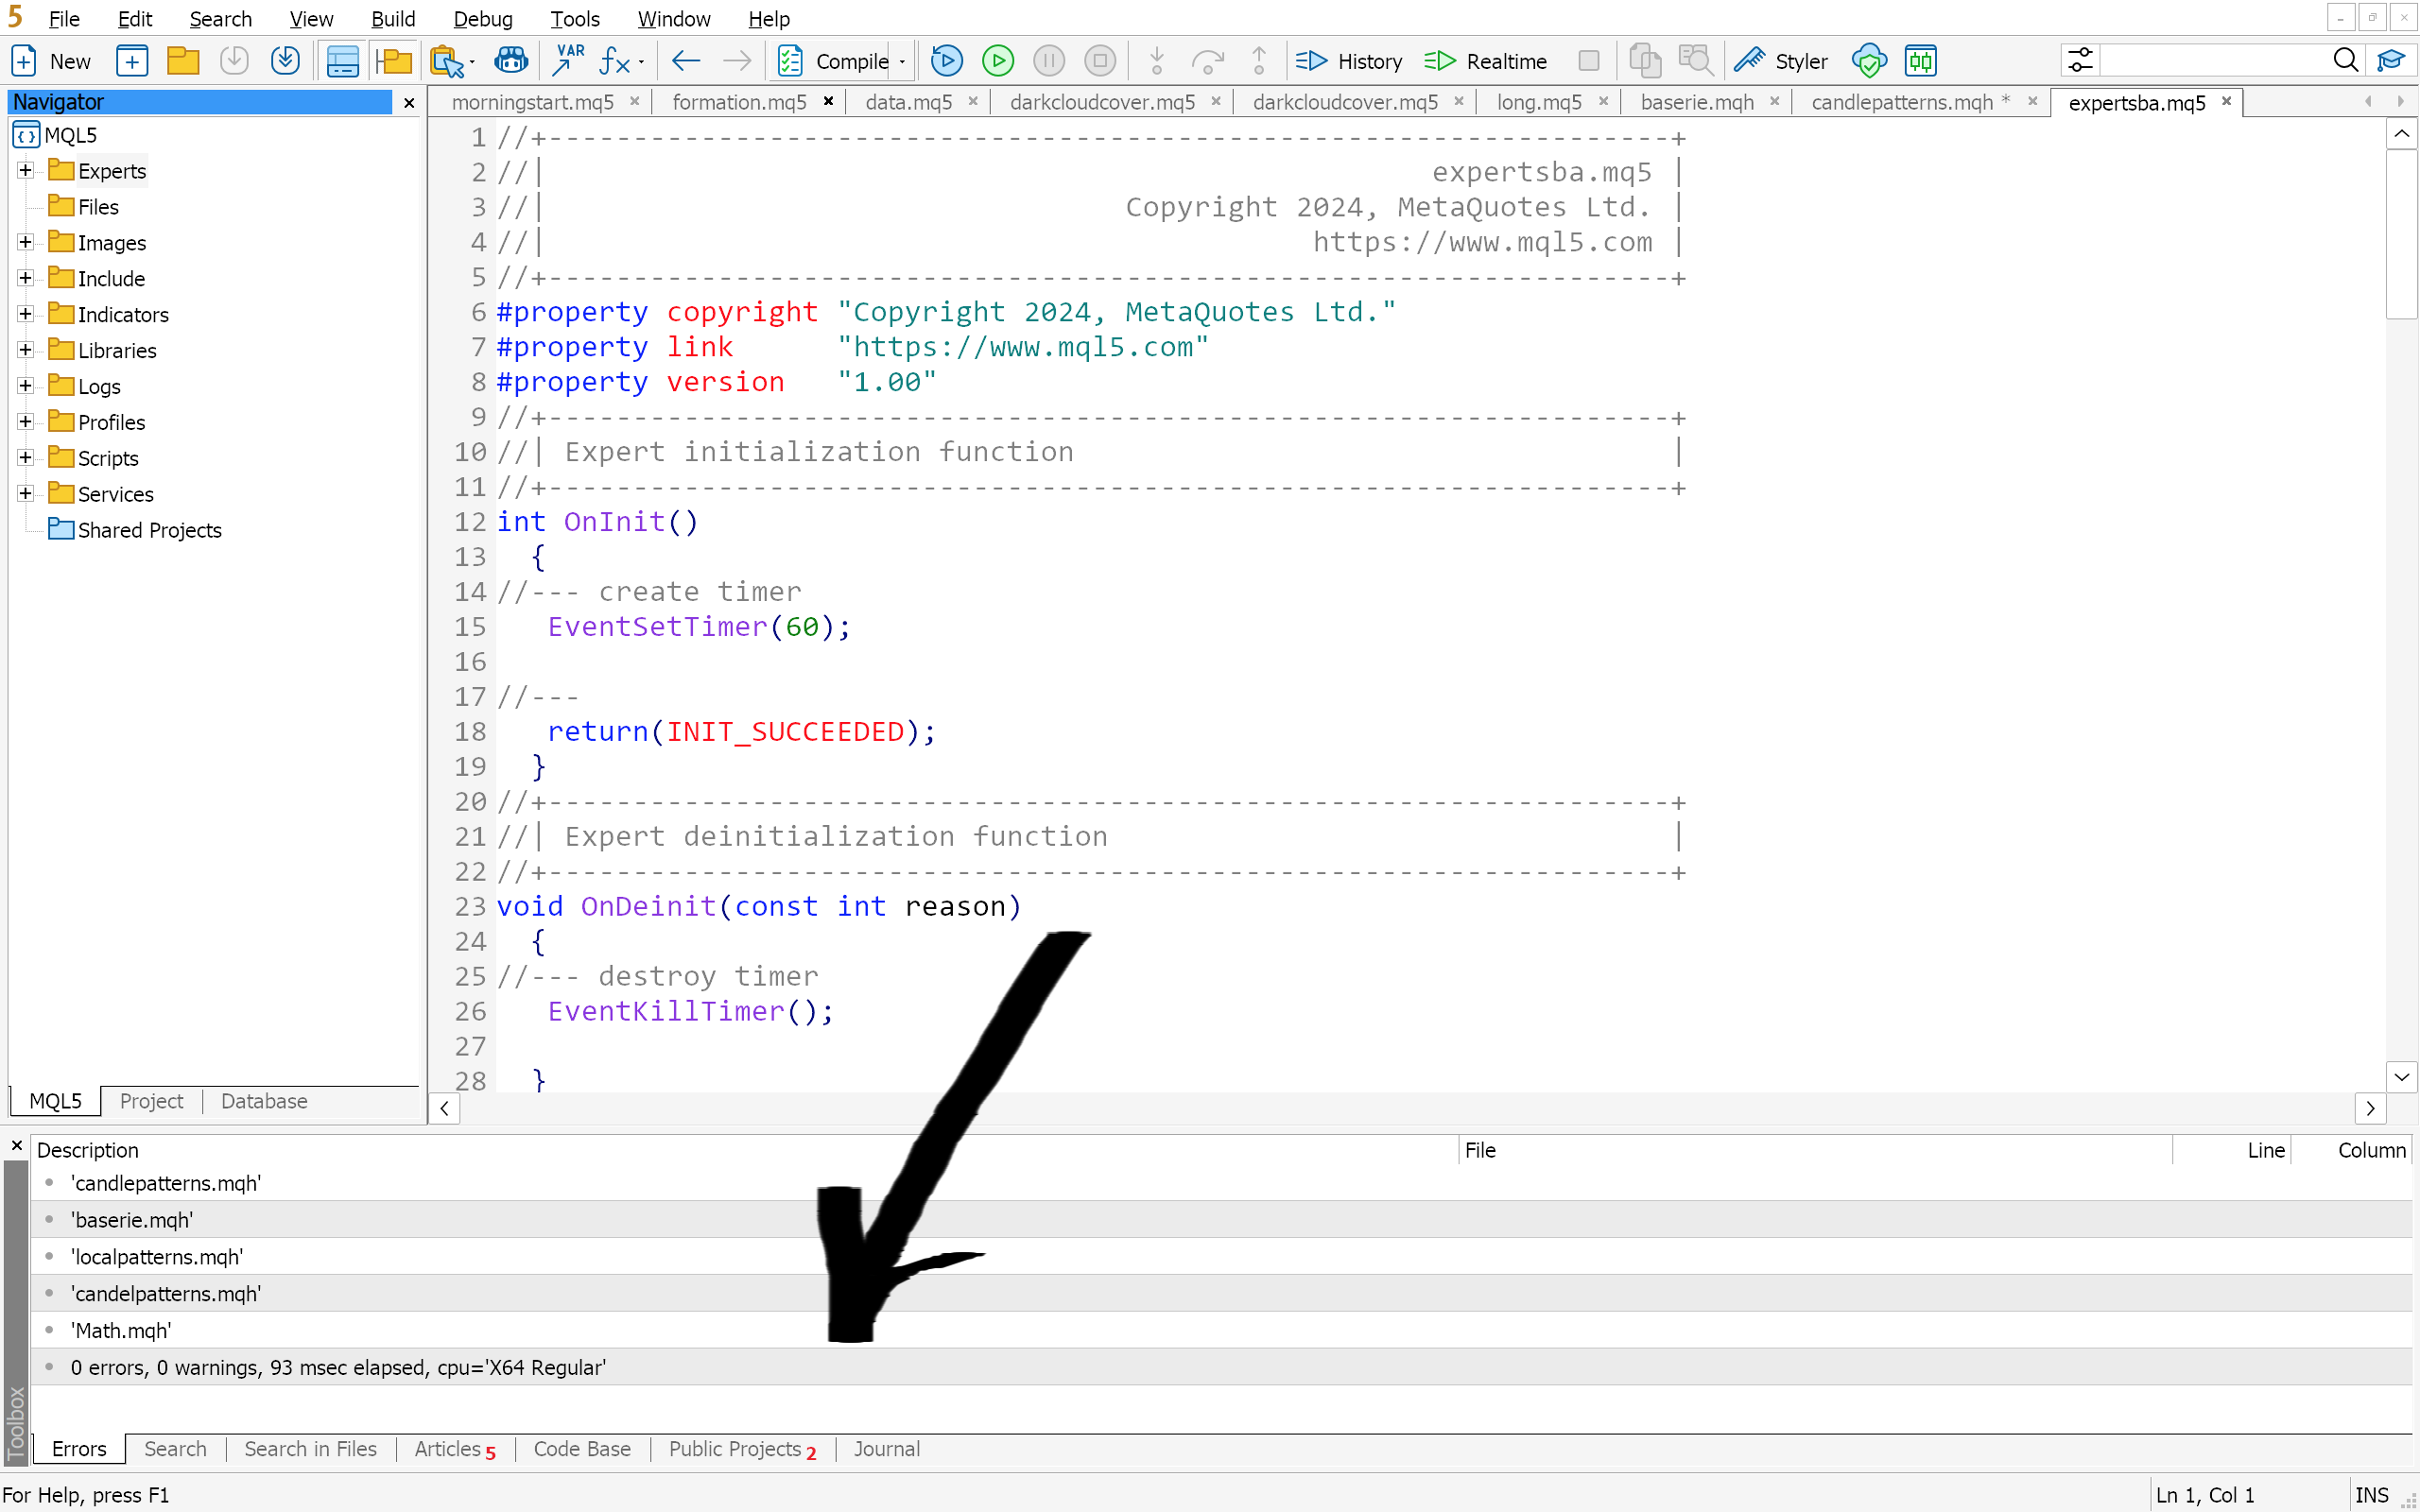 5 File Edit Search View Build Debug Tools Window Help
New VAR fx Compile History Realtime Styler
Navigator
morningstart.mq5 formation.mq5 data.mq5 darkcloudcover.mq5 darkcloudcover.mq5 long.mq5 baserie.mqh candlepatterns.mqh * expertsba.mq5
MQL5
Experts
Files
Images
Include
Indicators
Libraries
Logs
Profiles
Scripts
Services
Shared Projects
MQL5 Project Database
1 //+------------------------------------------------------------------+
2 //| expertsba.mq5 |
3 //| Copyright 2024, MetaQuotes Ltd. |
4 //| https://www.mql5.com |
5 //+------------------------------------------------------------------+
6 #property copyright "Copyright 2024, MetaQuotes Ltd."
7 #property link "https://www.mql5.com"
8 #property version "1.00"
9 //+------------------------------------------------------------------+
10 //| Expert initialization function |
11 //+------------------------------------------------------------------+
12 int OnInit()
13 {
14 //--- create timer
15 EventSetTimer(60);
16
17 //---
18 return(INIT_SUCCEEDED);
19 }
20 //+------------------------------------------------------------------+
21 //| Expert deinitialization function |
22 //+------------------------------------------------------------------+
23 void OnDeinit(const int reason)
24 {
25 //--- destroy timer
26 EventKillTimer();
27
28 }
Description File Line Column
'candlepatterns.mqh'
'baserie.mqh'
'localpatterns.mqh'
'candelpatterns.mqh'
'Math.mqh'
0 errors, 0 warnings, 93 msec elapsed, cpu='X64 Regular'
Toolbox
Errors Search Search in Files Articles 5 Code Base Public Projects 2 Journal
For Help, press F1 Ln 1, Col 1 INS